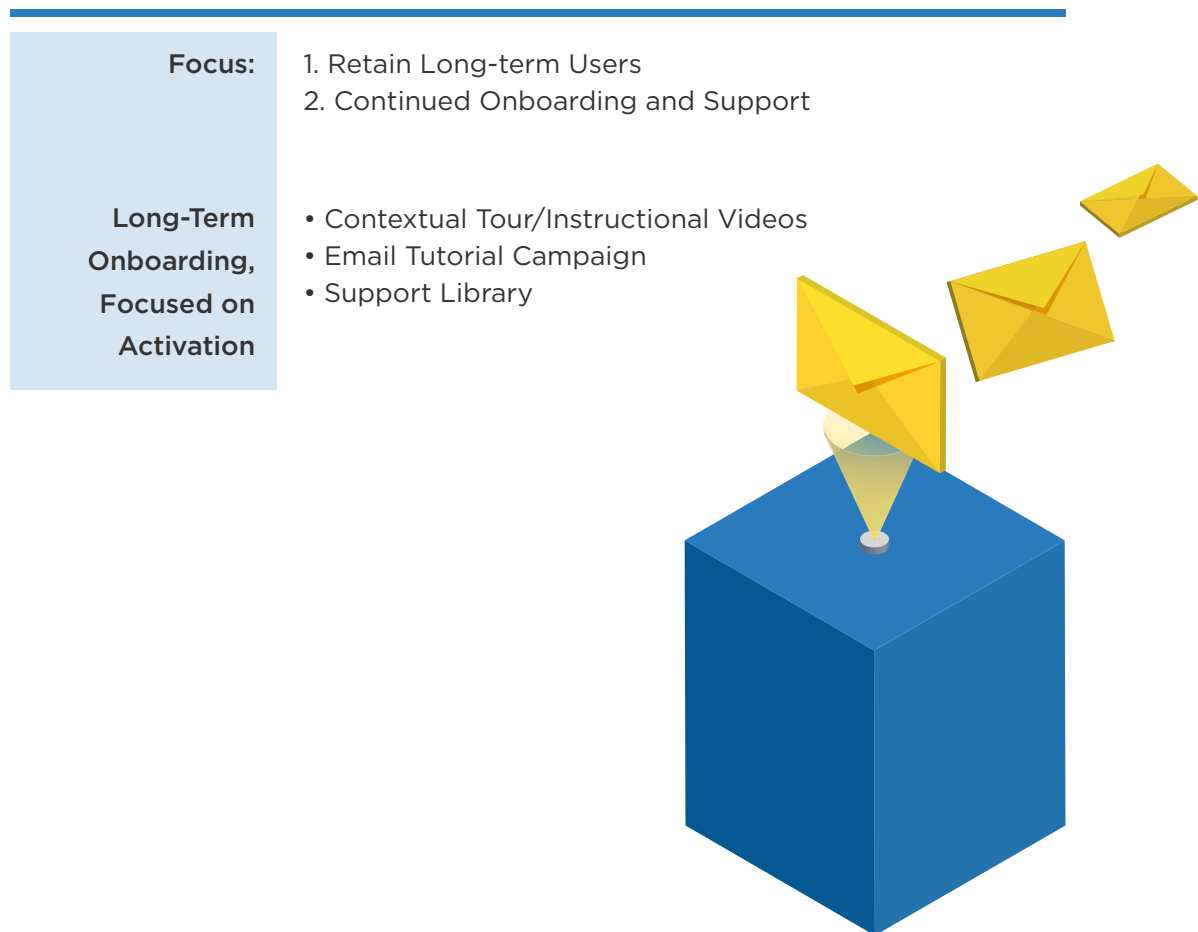 Focus:
1. Retain Long-term Users
2. Continued Onboarding and Support
Long-Term
Onboarding,
Focused on
Activation
• Contextual Tour/Instructional Videos
• Email Tutorial Campaign
• Support Library